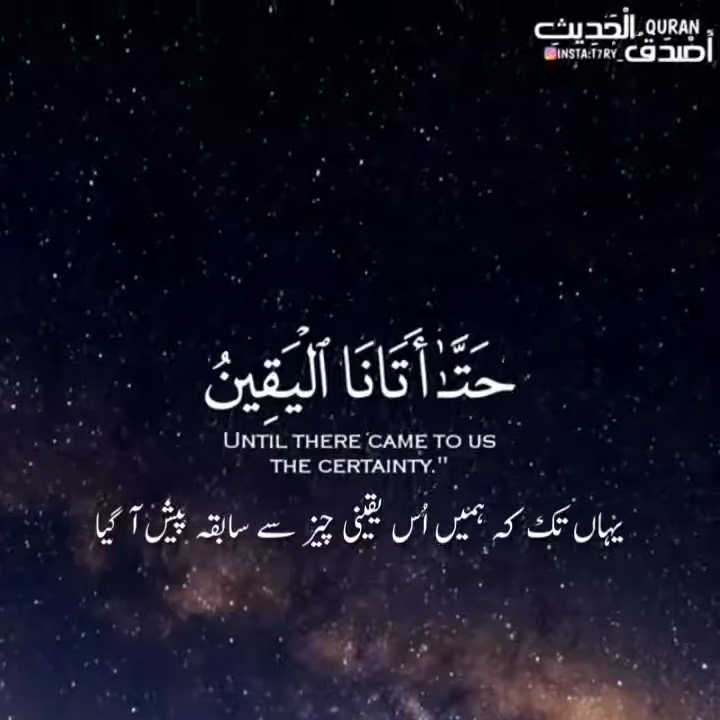 QURAN
أَصْدَقُ الْحَدِيثِ
INSTA:T7RY_
حَتَّىٰٓ أَتَانَا ٱلْيَقِينُ
UNTIL THERE CAME TO US
THE CERTAINTY."
یہاں تک کہ ہمیں اُس یقینی چیز سے سابقہ پیش آ گیا